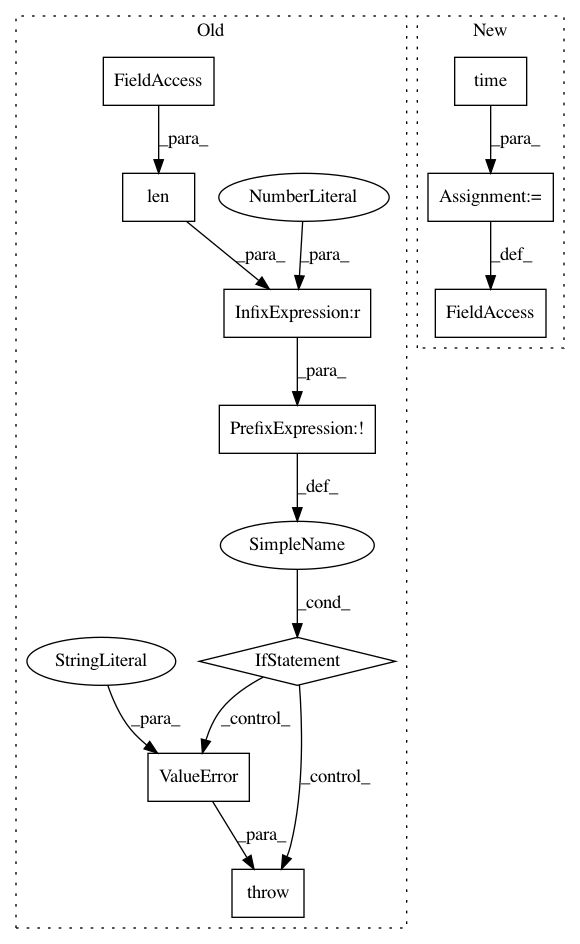 Old
New
FieldAccess
time
_para_
_para_
len
NumberLiteral
Assignment:=
_para_
_para_
_def_
InfixExpression:r
FieldAccess
_para_
PrefixExpression:!
_def_
SimpleName
_cond_
StringLiteral
IfStatement
_para_
_control_
ValueError
_control_
_para_
throw